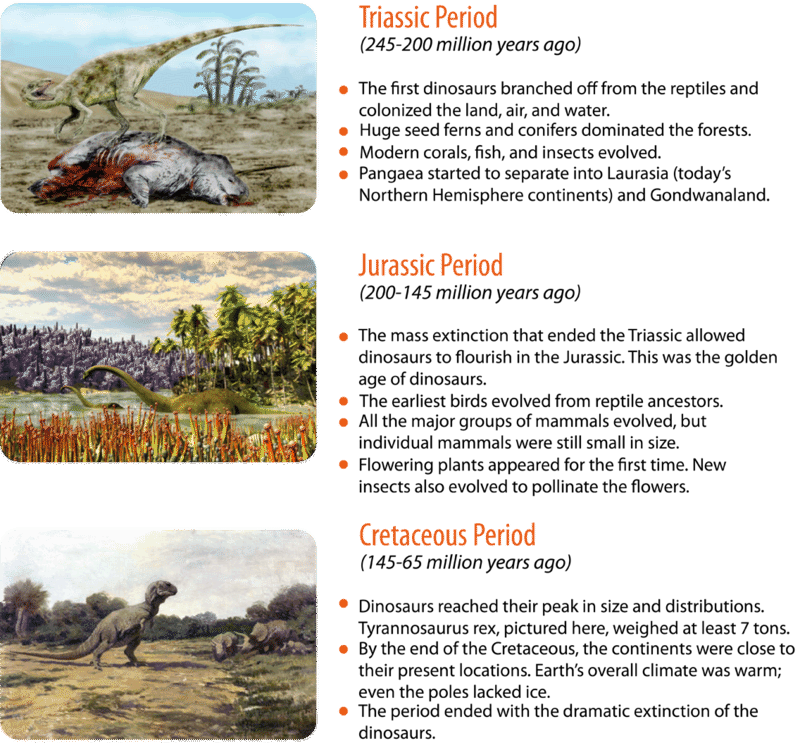 Triassic Period
(245-200 million years ago)
• The first dinosaurs branched off from the reptiles and
colonized the land, air, and water.
• Huge seed ferns and conifers dominated the forests.
• Modern corals, fish, and insects evolved.
• Pangaea started to separate into Laurasia (today's
Northern Hemisphere continents) and Gondwanaland.
Jurassic Period
(200-145 million years ago)
• The mass extinction that ended the Triassic allowed
dinosaurs to flourish in the Jurassic. This was the golden
age of dinosaurs.
• The earliest birds evolved from reptile ancestors.
• All the major groups of mammals evolved, but
individual mammals were still small in size.
• Flowering plants appeared for the first time. New
insects also evolved to pollinate the flowers.
Cretaceous Period
(145-65 million years ago)
• Dinosaurs reached their peak in size and distributions.
Tyrannosaurus rex, pictured here, weighed at least 7 tons.
• By the end of the Cretaceous, the continents were close to
their present locations. Earth's overall climate was warm;
even the poles lacked ice.
• The period ended with the dramatic extinction of the
dinosaurs.